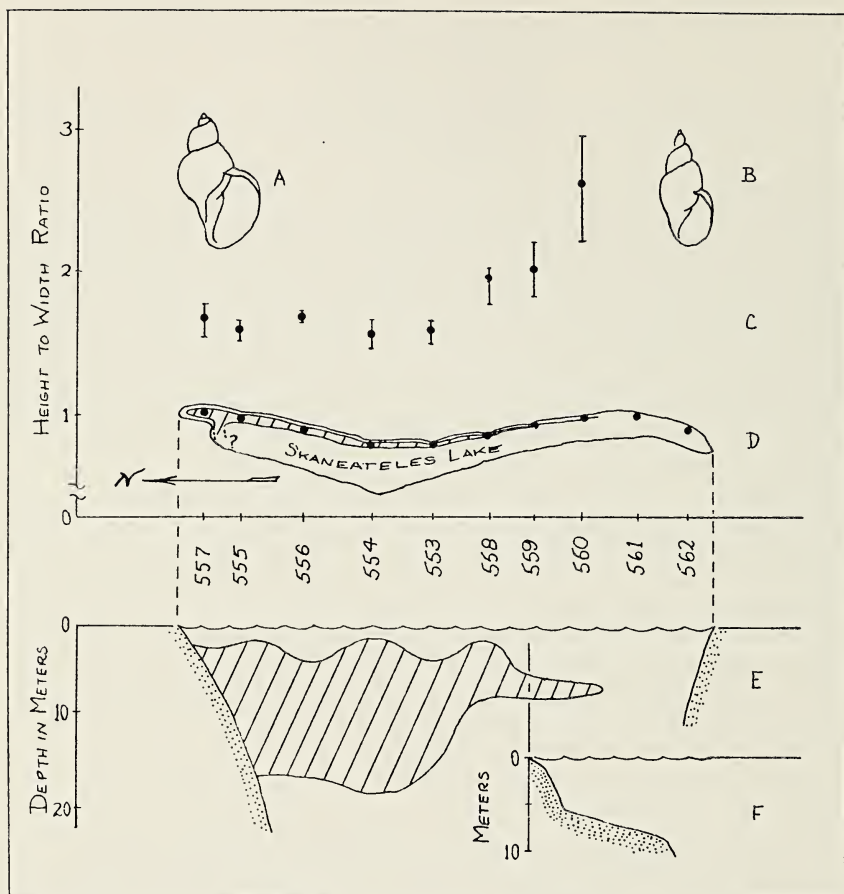 3
A
B
HEIGHT TO WIDTH RATIO
2
C
1
D
?
SKANEATELES LAKE
N
0
557
555
556
554
553
558
559
560
561
562
0
E
DEPTH IN METERS
10
0
METERS
F
20
10